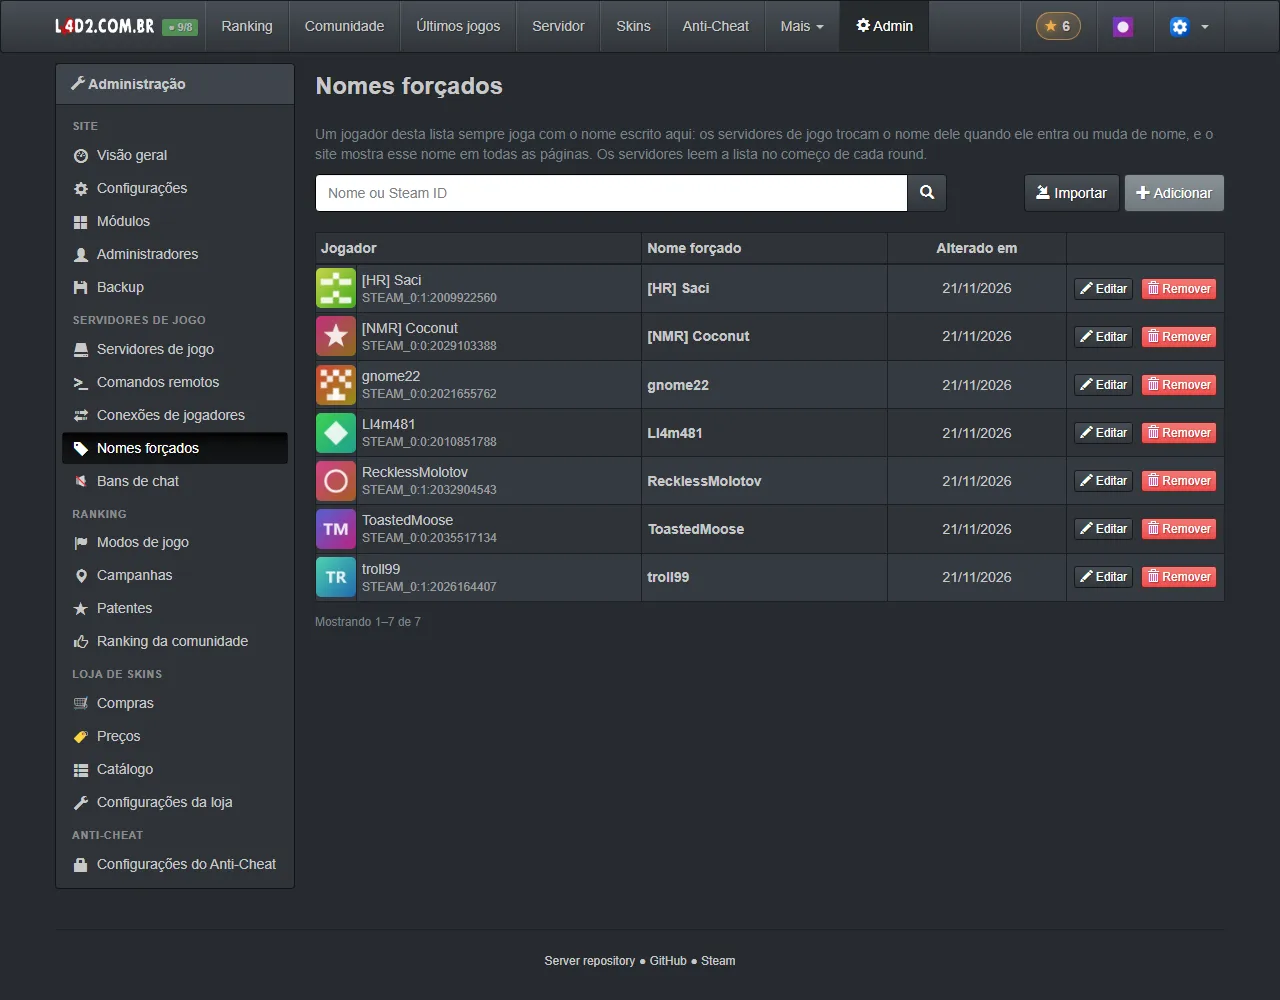 L4D2.COM.BR
9/8
Ranking
Comunidade
Últimos jogos
Servidor
Skins
Anti-Cheat
Mais
Admin
6
Administração
SITE
Visão geral
Configurações
Módulos
Administradores
Backup
SERVIDORES DE JOGO
Servidores de jogo
Comandos remotos
Conexões de jogadores
Nomes forçados
Bans de chat
RANKING
Modos de jogo
Campanhas
Patentes
Ranking da comunidade
LOJA DE SKINS
Compras
Preços
Catálogo
Configurações da loja
ANTI-CHEAT
Configurações do Anti-Cheat
Nomes forçados
Um jogador desta lista sempre joga com o nome escrito aqui: os servidores de jogo trocam o nome dele quando ele entra ou muda de nome, e o
site mostra esse nome em todas as páginas. Os servidores leem a lista no começo de cada round.
Nome ou Steam ID
Importar
Adicionar
Jogador Nome forçado Alterado em
[HR] Saci
STEAM_0:1:2009922560
[HR] Saci 21/11/2026 Editar Remover
[NMR] Coconut
STEAM_0:0:2029103388
[NMR] Coconut 21/11/2026 Editar Remover
gnome22
STEAM_0:0:2021655762
gnome22 21/11/2026 Editar Remover
Ll4m481
STEAM_0:0:2010851788
Ll4m481 21/11/2026 Editar Remover
RecklessMolotov
STEAM_0:1:2032904543
RecklessMolotov 21/11/2026 Editar Remover
TM
ToastedMoose
STEAM_0:0:2035517134
ToastedMoose 21/11/2026 Editar Remover
TR
troll99
STEAM_0:1:2026164407
troll99 21/11/2026 Editar Remover
Mostrando 1–7 de 7
Server repository ● GitHub ● Steam